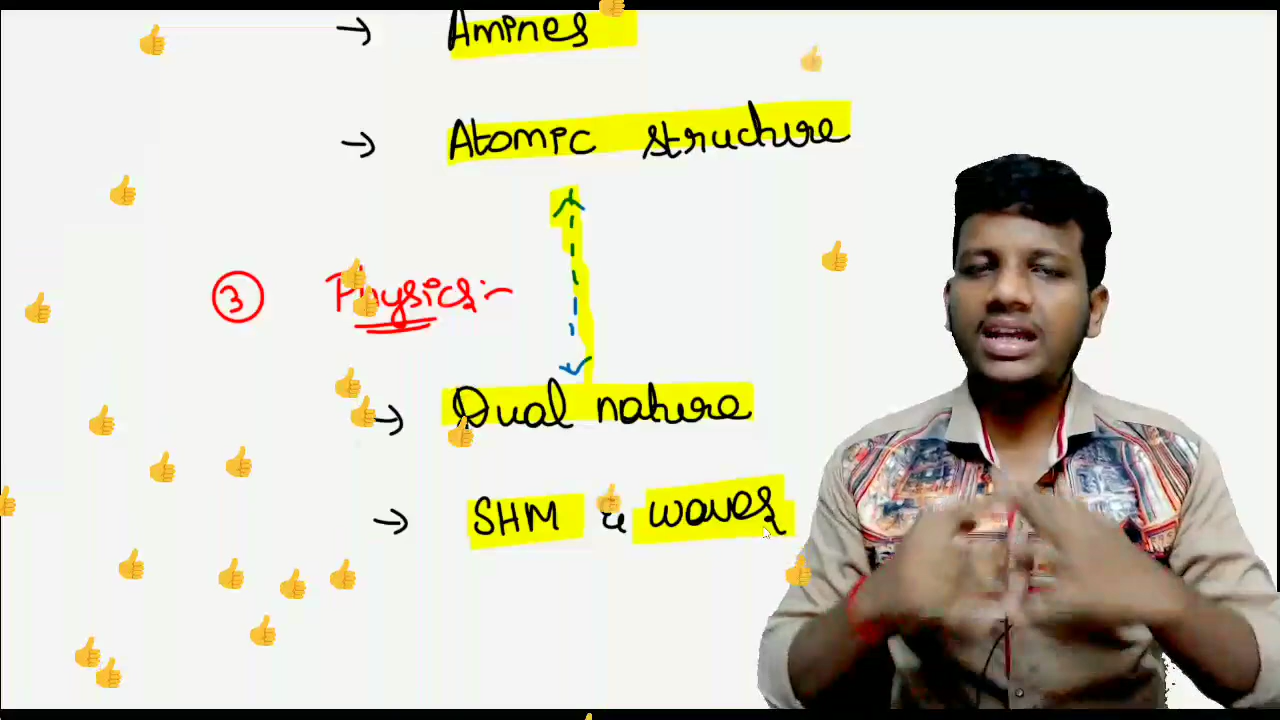 → Amines
→ Atomic structure
③ Physics:-
→ Dual nature
→ SHM & waves